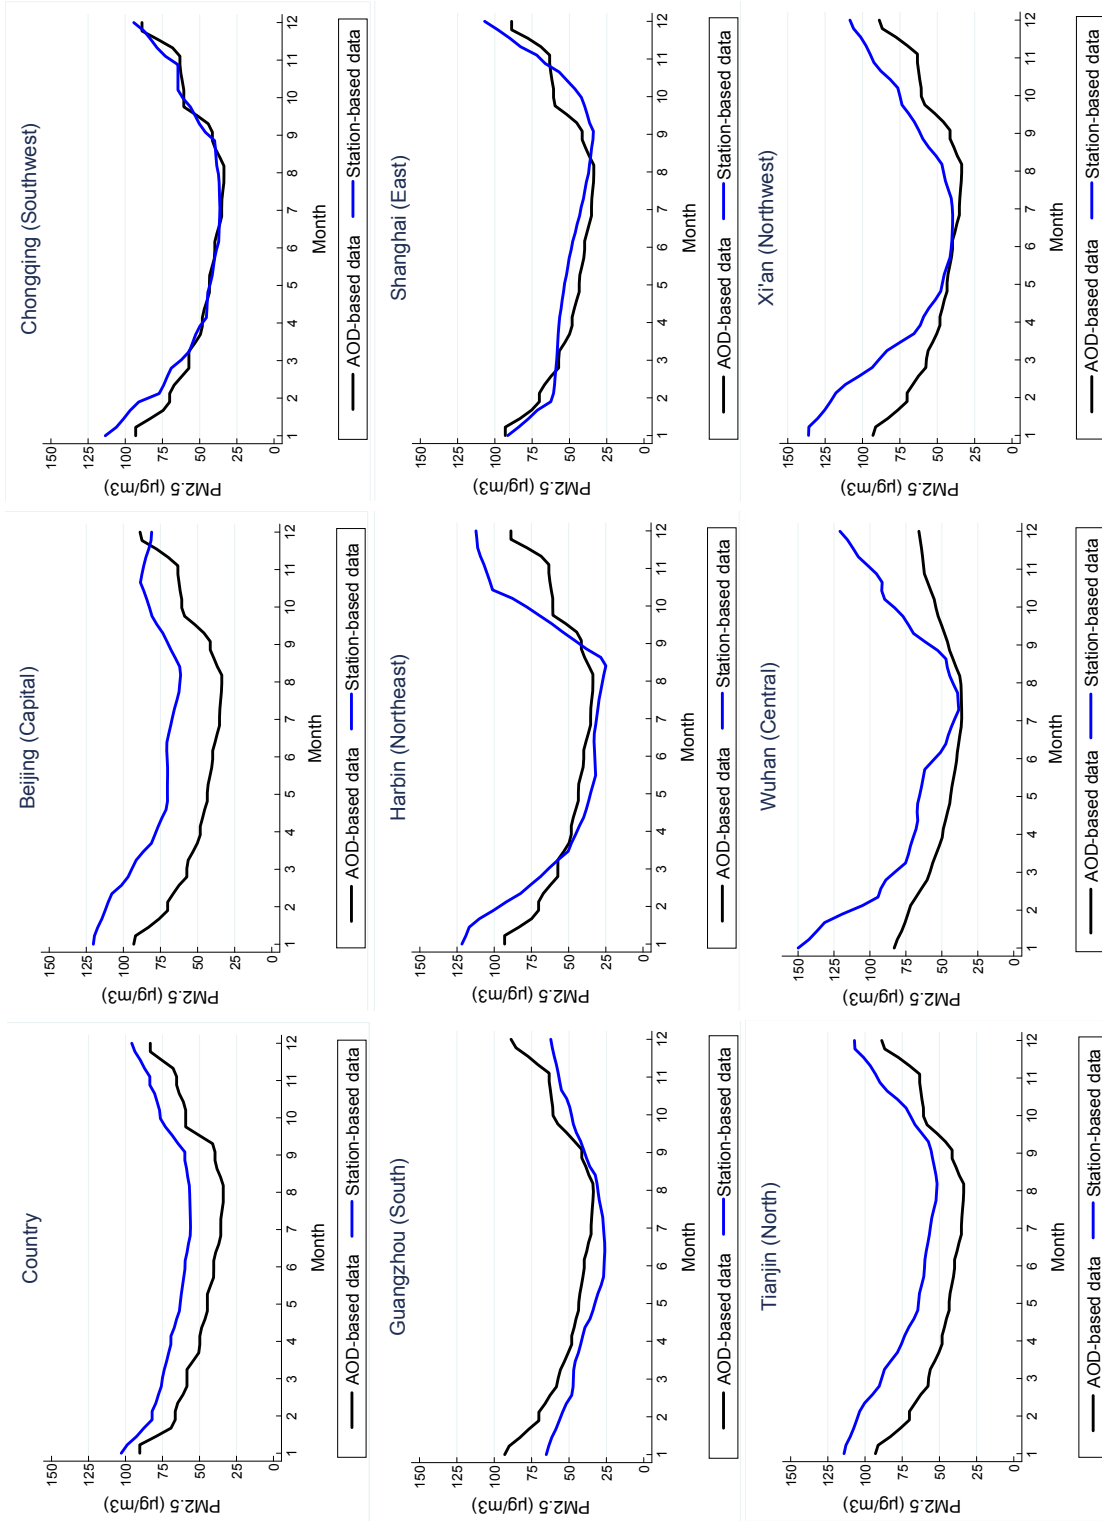 Country
PM2.5 (µg/m3)
150
125
100
75
50
25
0
1 2 3 4 5 6 7 8 9 10 11 12
Month
AOD-based data Station-based data
Beijing (Capital)
PM2.5 (µg/m3)
150
125
100
75
50
25
0
1 2 3 4 5 6 7 8 9 10 11 12
Month
AOD-based data Station-based data
Chongqing (Southwest)
PM2.5 (µg/m3)
150
125
100
75
50
25
0
1 2 3 4 5 6 7 8 9 10 11 12
Month
AOD-based data Station-based data
Guangzhou (South)
PM2.5 (µg/m3)
150
125
100
75
50
25
0
1 2 3 4 5 6 7 8 9 10 11 12
Month
AOD-based data Station-based data
Harbin (Northeast)
PM2.5 (µg/m3)
150
125
100
75
50
25
0
1 2 3 4 5 6 7 8 9 10 11 12
Month
AOD-based data Station-based data
Shanghai (East)
PM2.5 (µg/m3)
150
125
100
75
50
25
0
1 2 3 4 5 6 7 8 9 10 11 12
Month
AOD-based data Station-based data
Tianjin (North)
PM2.5 (µg/m3)
150
125
100
75
50
25
0
1 2 3 4 5 6 7 8 9 10 11 12
Month
AOD-based data Station-based data
Wuhan (Central)
PM2.5 (µg/m3)
150
125
100
75
50
25
0
1 2 3 4 5 6 7 8 9 10 11 12
Month
AOD-based data Station-based data
Xi'an (Northwest)
PM2.5 (µg/m3)
150
125
100
75
50
25
0
1 2 3 4 5 6 7 8 9 10 11 12
Month
AOD-based data Station-based data